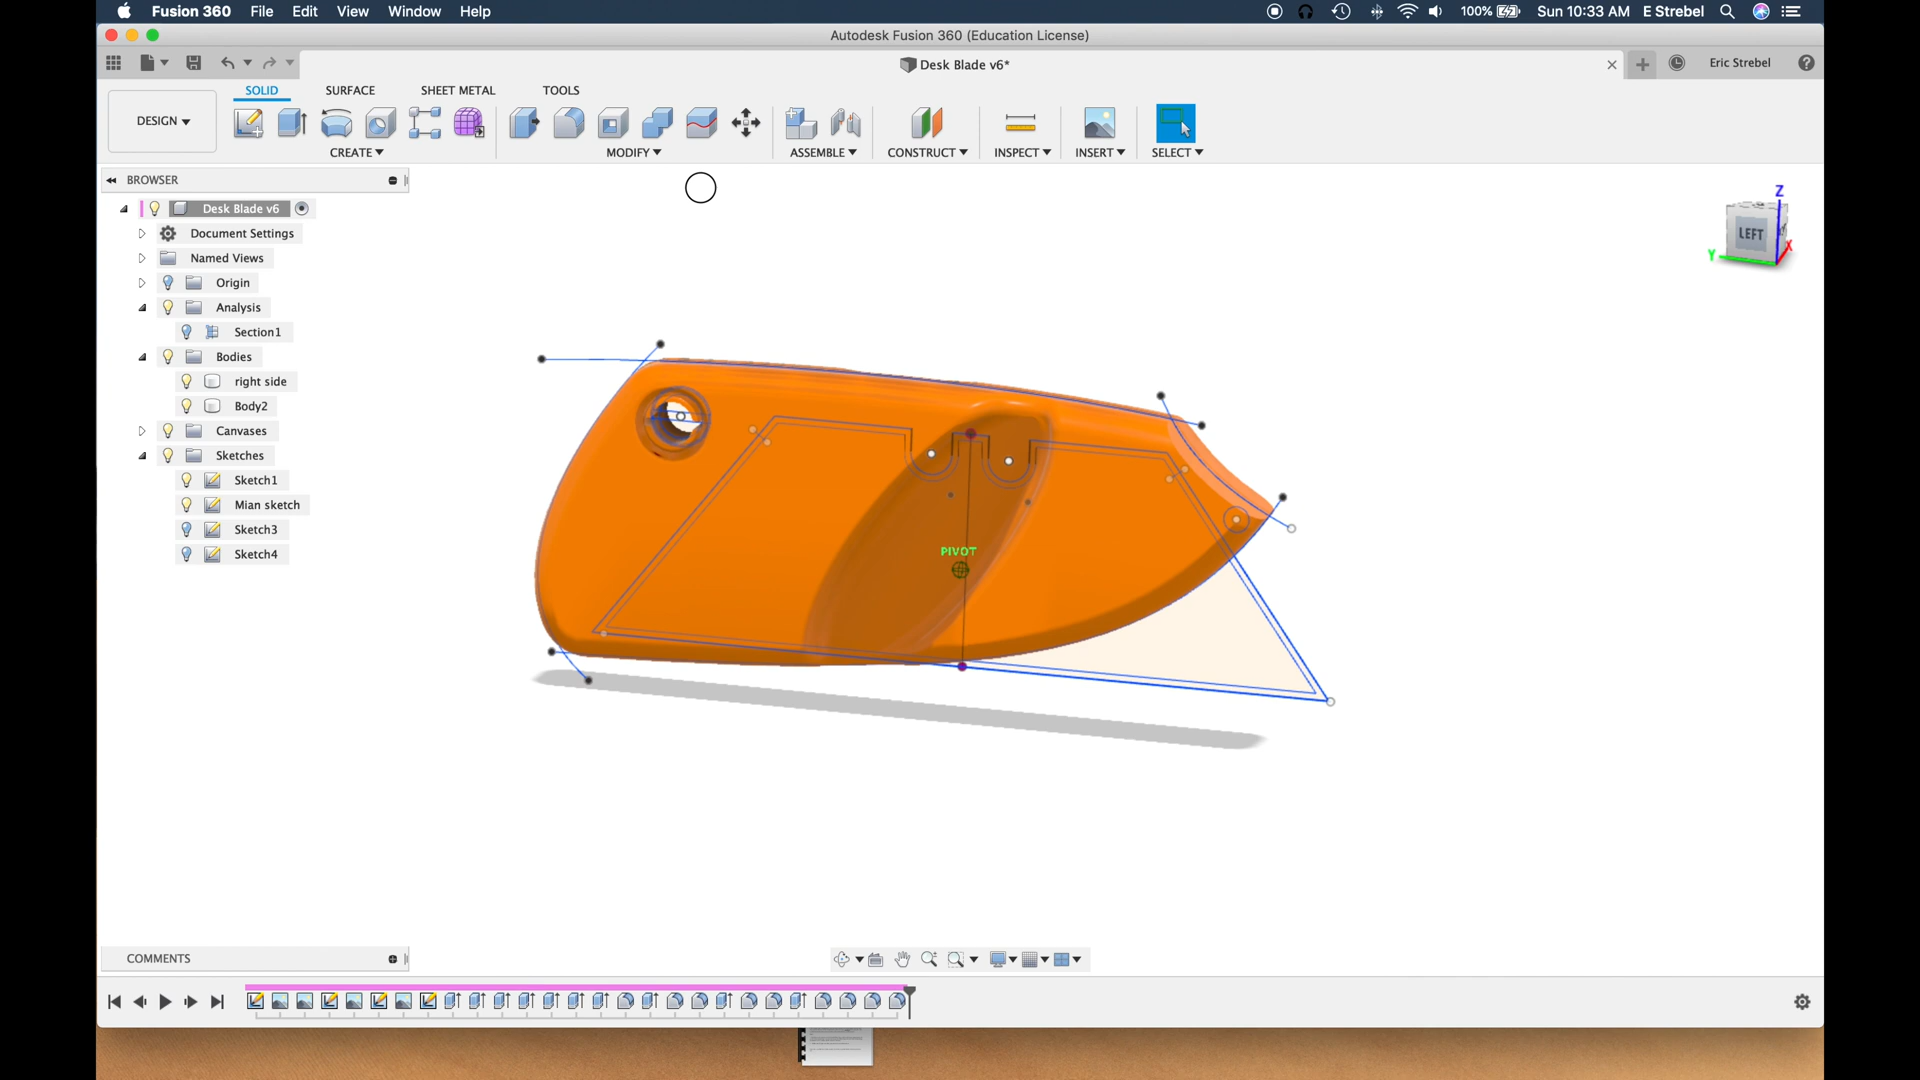 Fusion 360 File Edit View Window Help 100% Sun 10:33 AM E Strebel
Autodesk Fusion 360 (Education License)
Desk Blade v6* Eric Strebel
SOLID SURFACE SHEET METAL TOOLS
DESIGN
CREATE MODIFY ASSEMBLE CONSTRUCT INSPECT INSERT SELECT
BROWSER
Desk Blade v6
Document Settings
Named Views
Origin
Analysis
Section1
Bodies
right side
Body2
Canvases
Sketches
Sketch1
Mian sketch
Sketch3
Sketch4
Z
LEFT
Y X
PIVOT
COMMENTS